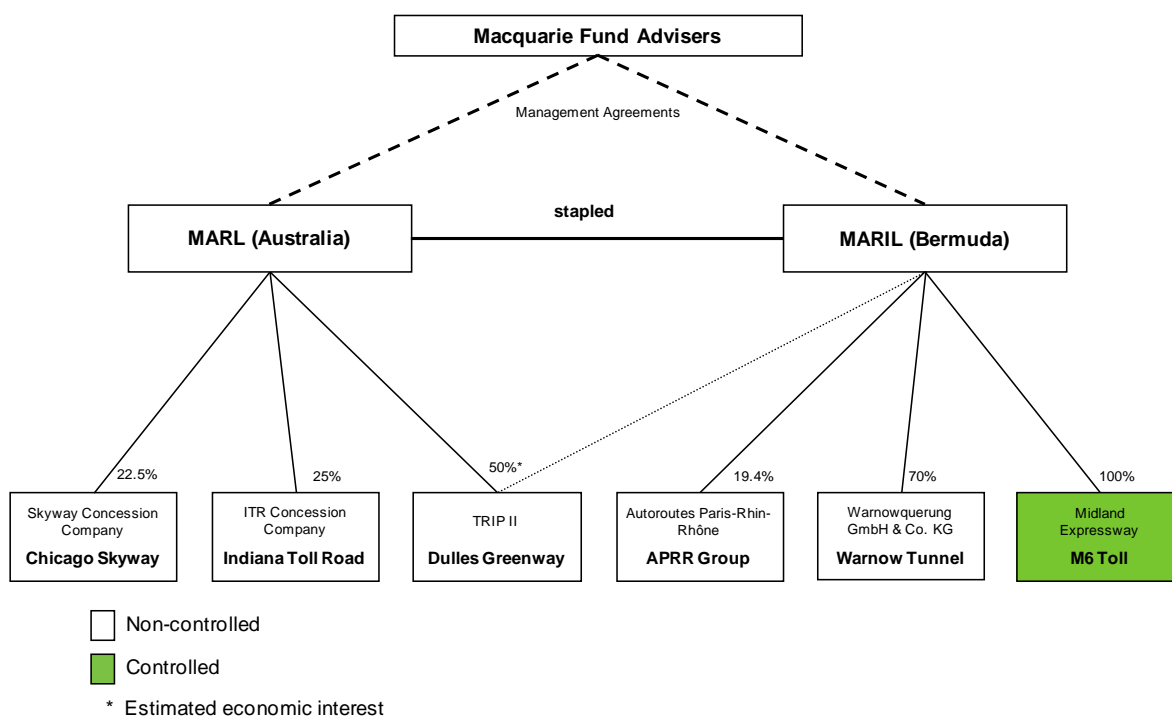 Macquarie Fund Advisers
Management Agreements
MARL (Australia)
stapled
MARIL (Bermuda)
22.5%
25%
50%*
19.4%
70%
100%
Skyway Concession
Company
Chicago Skyway
ITR Concession
Company
Indiana Toll Road
TRIP II
Dulles Greenway
Autoroutes Paris-Rhin-
Rhône
APRR Group
Warnowquerung
GmbH & Co. KG
Warnow Tunnel
Midland
Expressway
M6 Toll
Non-controlled
Controlled
* Estimated economic interest